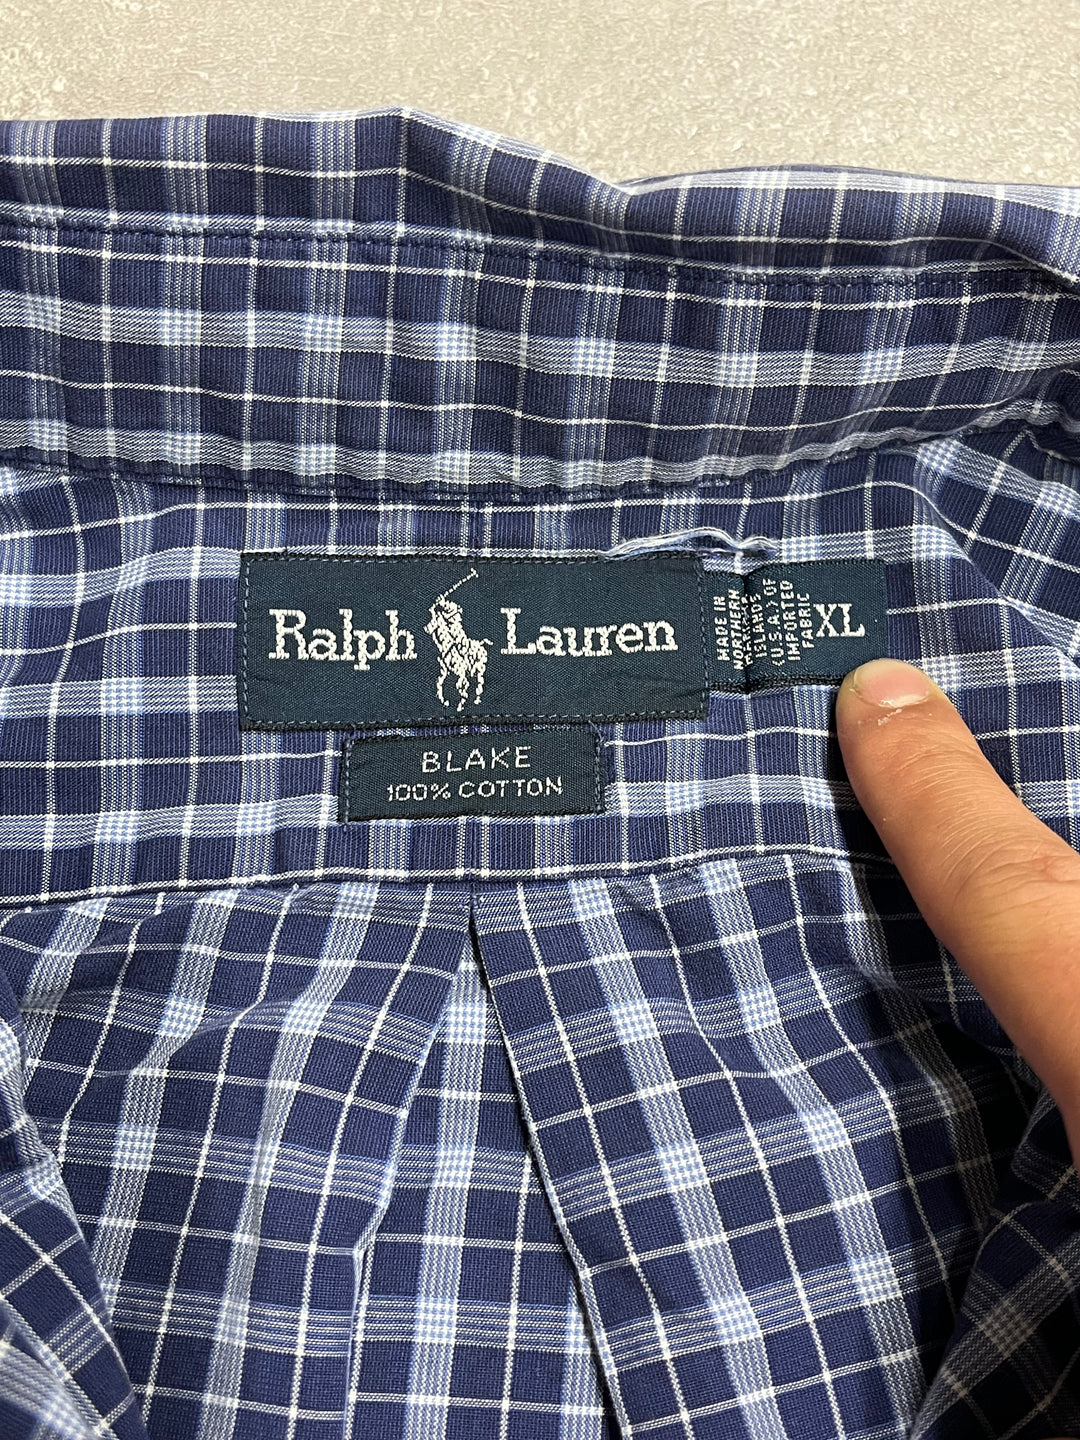 Ralph Lauren
MADE IN
NORTHERN
MARIANA
ISLANDS
(U.S.A.) OF
IMPORTED
FABRIC
XL
BLAKE
100% COTTON